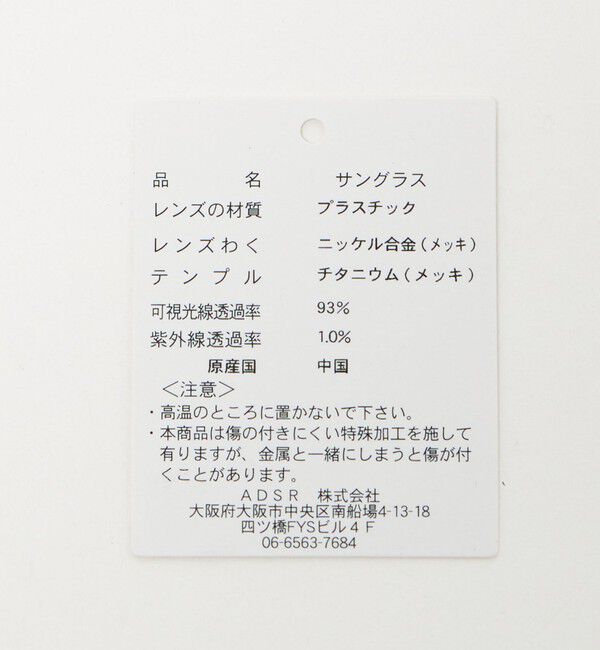 品名 サングラス
レンズの材質 プラスチック
レンズわく ニッケル合金(メッキ)
テンプル チタニウム(メッキ)
可視光線透過率 93%
紫外線透過率 1.0%
原産国 中国
＜注意＞
・高温のところに置かないで下さい。
・本商品は傷の付きにくい特殊加工を施して
有りますが、金属と一緒にしまうと傷が付
くことがあります。
ADSR 株式会社
大阪府大阪市中央区南船場4-13-18
四ツ橋FYSビル4F
06-6563-7684